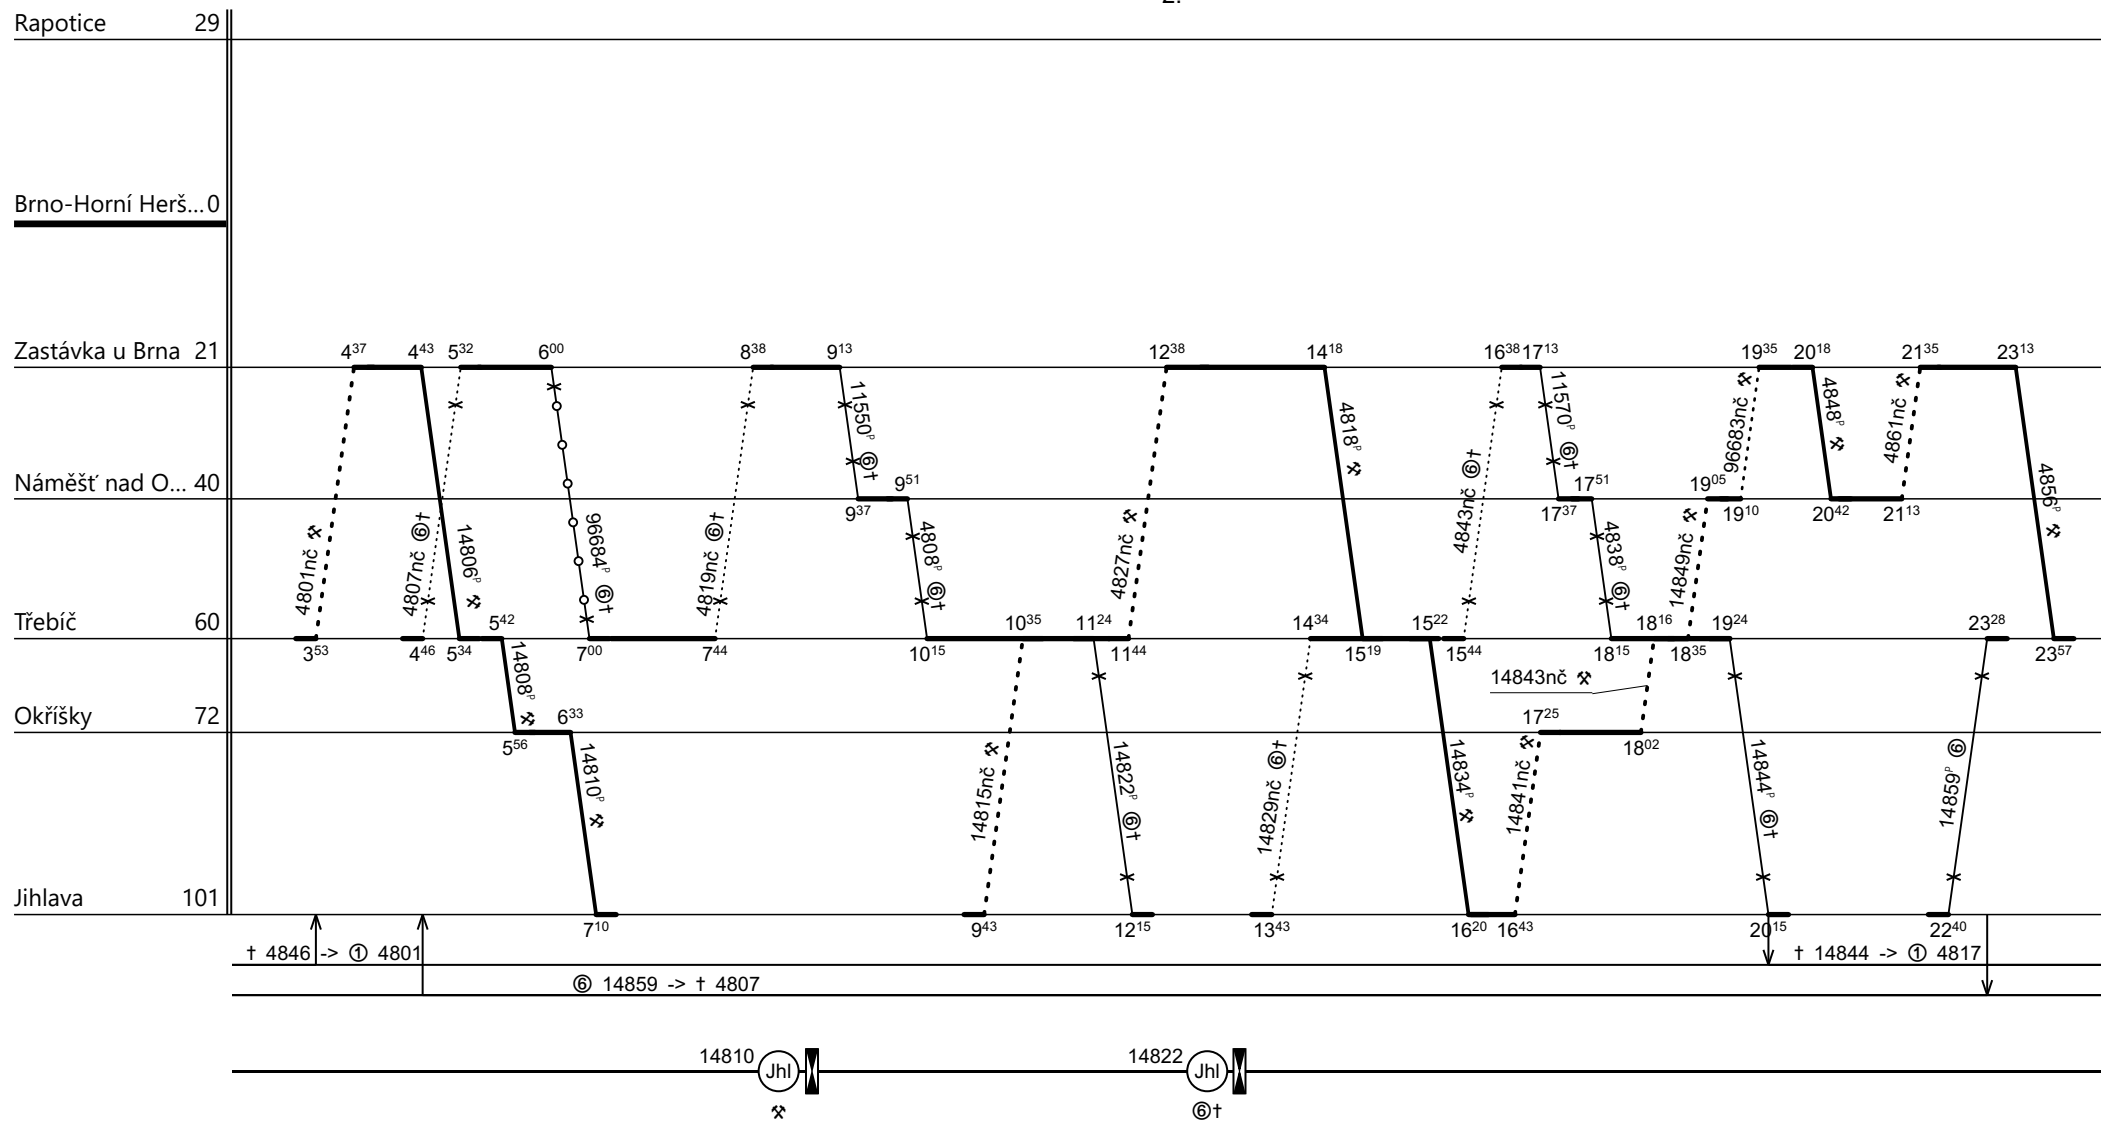 2.
Rapotice 29
Brno-Horní Herš... 0
Zastávka u Brna 21
4³⁷ 4⁴³ 5³² 6⁰⁰ 8³⁸ 9¹³ 12³⁸ 14¹⁸ 16³⁸ 17¹³ 19³⁵ 20¹⁸ 21³⁵ 23¹³
11550ᴾ ⑥†
4818ᴾ ⚒
11570ᴾ ⑥†
96683nč ⚒
4848ᴾ ⚒
4861nč ⚒
4843nč ⑥†
Náměšť nad O... 40
9⁵¹ 17⁵¹ 19⁰⁵
9³⁷ 17³⁷ 19¹⁰ 20⁴² 21¹³
4801nč ⚒
4807nč ⑥†
14806ᴾ ⚒
96684ᴾ ⑥†
4819nč ⑥†
4808ᴾ ⑥†
4827nč ⚒
4838ᴾ ⑥†
14849nč ⚒
4856ᴾ ⚒
Třebíč 60
5⁴² 10³⁵ 11²⁴ 14³⁴ 15²² 18¹⁶ 19²⁴ 23²⁸
3⁵³ 4⁴⁶ 5³⁴ 7⁰⁰ 7⁴⁴ 10¹⁵ 11⁴⁴ 15¹⁹ 15⁴⁴ 18¹⁵ 18³⁵ 23⁵⁷
14808ᴾ ⚒
14843nč ⚒
Okříšky 72
6³³ 17²⁵
5⁵⁶ 18⁰²
14810ᴾ ⚒
14815nč ⚒
14822ᴾ ⑥†
14829nč ⑥†
14834ᴾ ⚒
14841nč ⚒
14844ᴾ ⑥†
14859ᴾ ⑥
Jihlava 101
7¹⁰ 9⁴³ 12¹⁵ 13⁴³ 16²⁰ 16⁴³ 20¹⁵ 22⁴⁰
† 4846 -> ① 4801 † 14844 -> ① 4817
⑥ 14859 -> † 4807
14810 Jhl 14822 Jhl
⚒ ⑥†